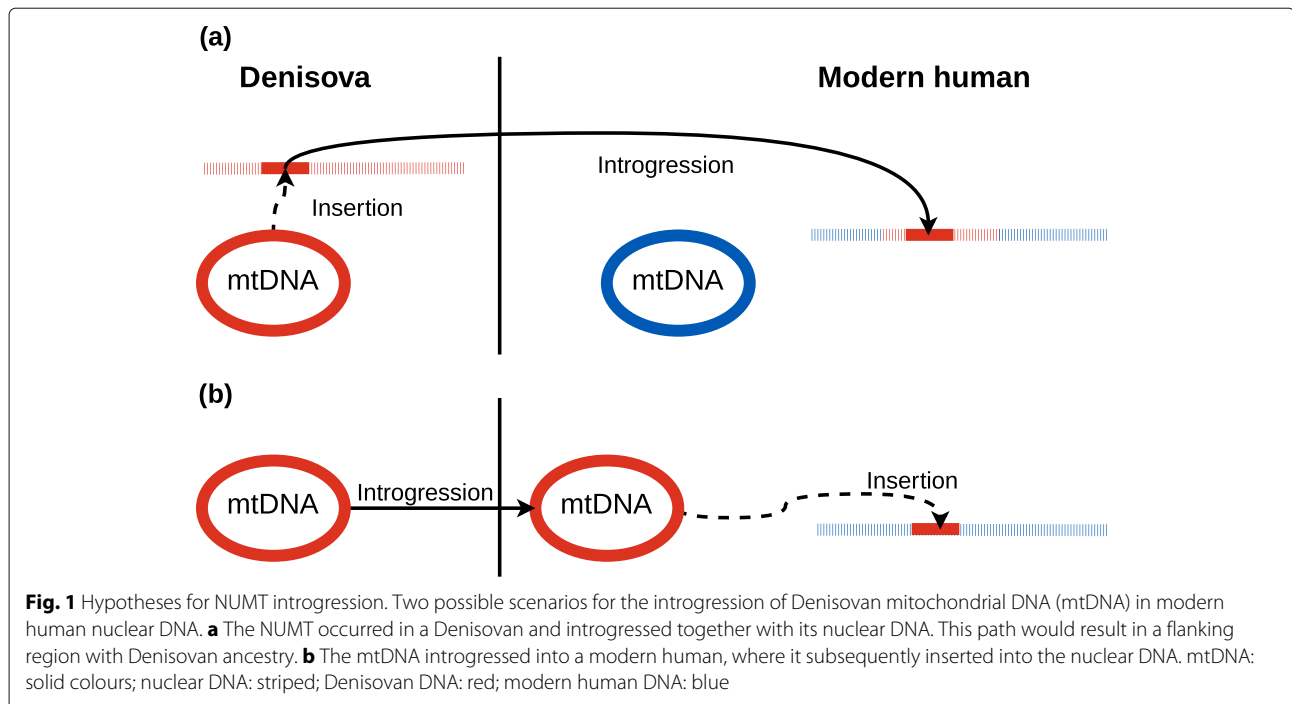 (a)
Denisova
Modern human
Introgression
Insertion
mtDNA
mtDNA
(b)
mtDNA
Introgression
mtDNA
Insertion
Fig. 1 Hypotheses for NUMT introgression. Two possible scenarios for the introgression of Denisovan mitochondrial DNA (mtDNA) in modern
human nuclear DNA. a The NUMT occurred in a Denisovan and introgressed together with its nuclear DNA. This path would result in a flanking
region with Denisovan ancestry. b The mtDNA introgressed into a modern human, where it subsequently inserted into the nuclear DNA. mtDNA:
solid colours; nuclear DNA: striped; Denisovan DNA: red; modern human DNA: blue